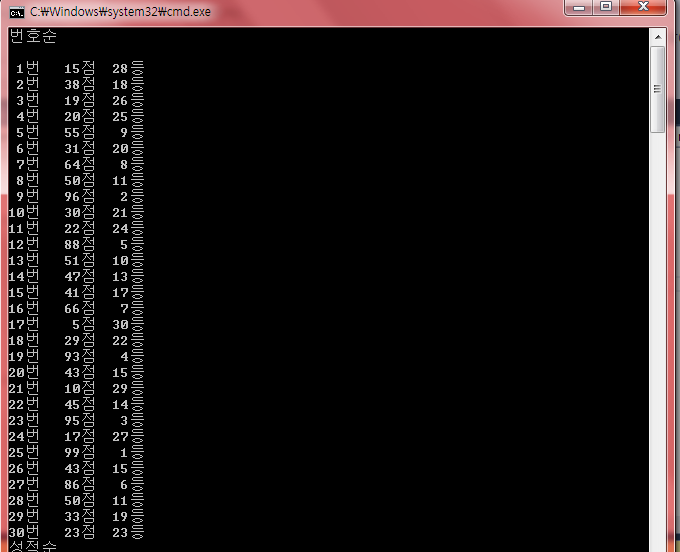 C:₩Windows₩system32₩cmd.exe
번호순
1번 15점 28등
2번 38점 18등
3번 19점 26등
4번 20점 25등
5번 55점 9등
6번 31점 20등
7번 64점 8등
8번 50점 11등
9번 96점 2등
10번 30점 21등
11번 22점 24등
12번 88점 5등
13번 51점 10등
14번 47점 13등
15번 41점 17등
16번 66점 7등
17번 5점 30등
18번 29점 22등
19번 93점 4등
20번 43점 15등
21번 10점 29등
22번 45점 14등
23번 95점 3등
24번 17점 27등
25번 99점 1등
26번 43점 15등
27번 86점 6등
28번 50점 11등
29번 33점 19등
30번 23점 23등
성적순